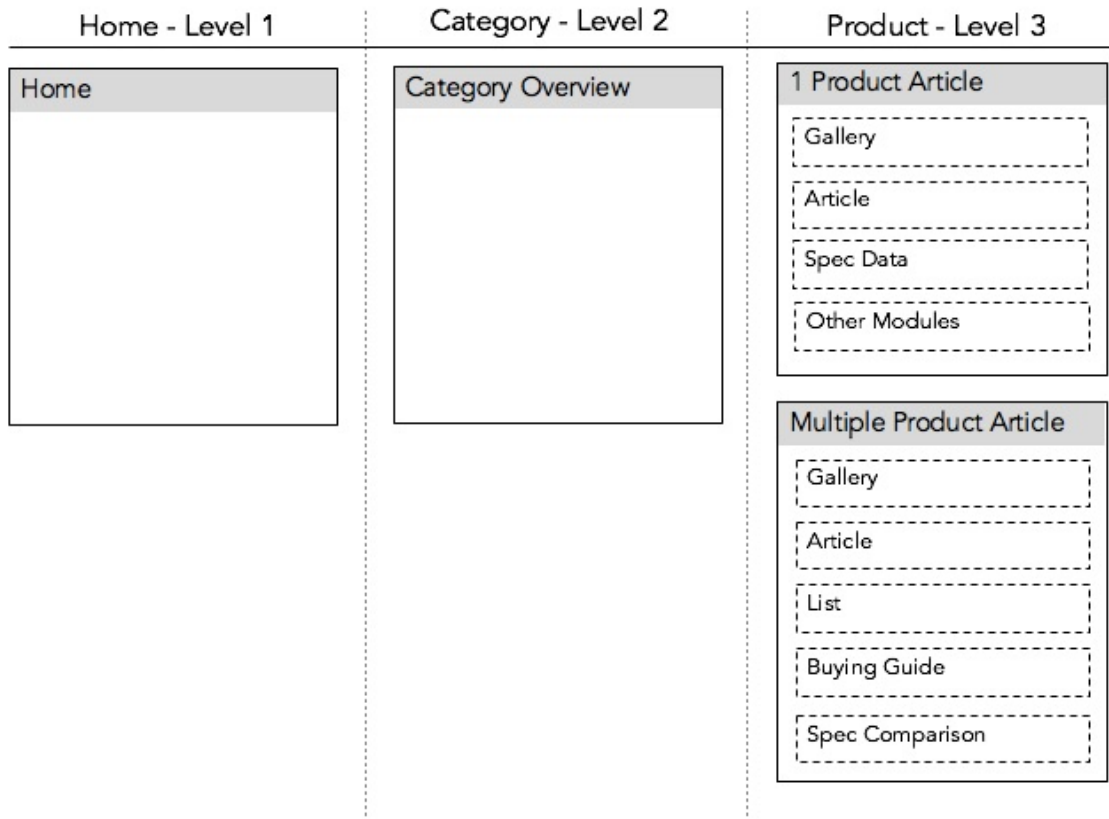 Home - Level 1
Category - Level 2
Product - Level 3
Home
Category Overview
1 Product Article
Gallery
Article
Spec Data
Other Modules
Multiple Product Article
Gallery
Article
List
Buying Guide
Spec Comparison